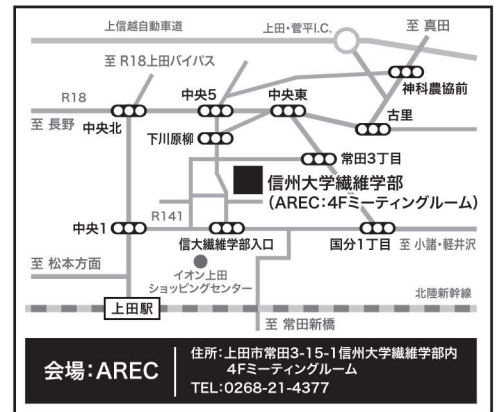 上信越自動車道
上田・菅平I.C.
至 真田
至 R18上田バイパス
神科農協前
R18
中央5
中央東
至 長野
中央北
古里
下川原柳
常田3丁目
信州大学繊維学部
（AREC：4Fミーティングルーム）
R141
中央1
信大繊維学部入口
国分1丁目
至 小諸・軽井沢
至 松本方面
イオン上田
ショッピングセンター
上田駅
北陸新幹線
至 常田新橋
会場：AREC
住所：上田市常田3-15-1信州大学繊維学部内
4Fミーティングルーム
TEL：0268-21-4377